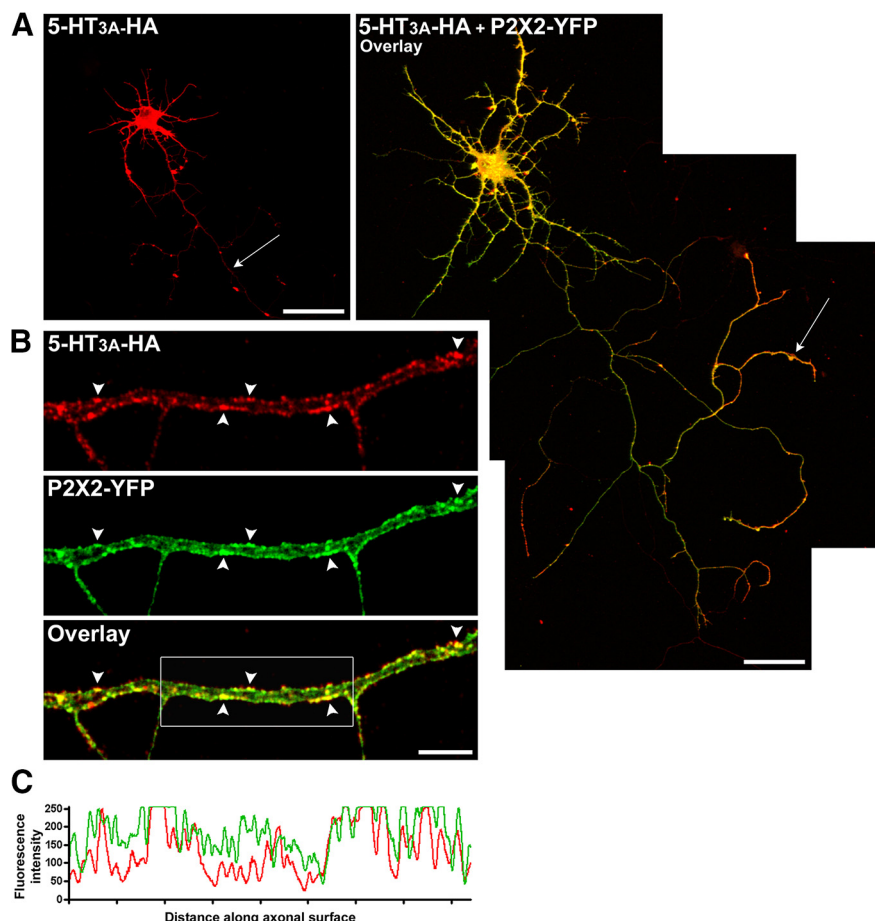 A
5-HT3A-HA
5-HT3A-HA + P2X2-YFP
Overlay
B
5-HT3A-HA
P2X2-YFP
Overlay
C
Fluorescence
intensity
250
200
150
100
50
0
Distance along axonal surface